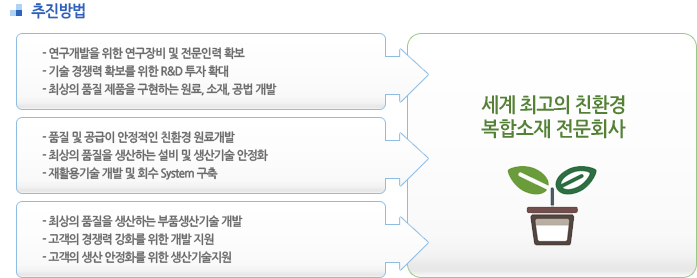 추진방법
- 연구개발을 위한 연구장비 및 전문인력 확보
- 기술 경쟁력 확보를 위한 R&D 투자 확대
- 최상의 품질 제품을 구현하는 원료, 소재, 공법 개발
- 품질 및 공급이 안정적인 친환경 원료개발
- 최상의 품질을 생산하는 설비 및 생산기술 안정화
- 재활용기술 개발 및 회수 System 구축
- 최상의 품질을 생산하는 부품생산기술 개발
- 고객의 경쟁력 강화를 위한 개발 지원
- 고객의 생산 안정화를 위한 생산기술지원
세계 최고의 친환경
복합소재 전문회사